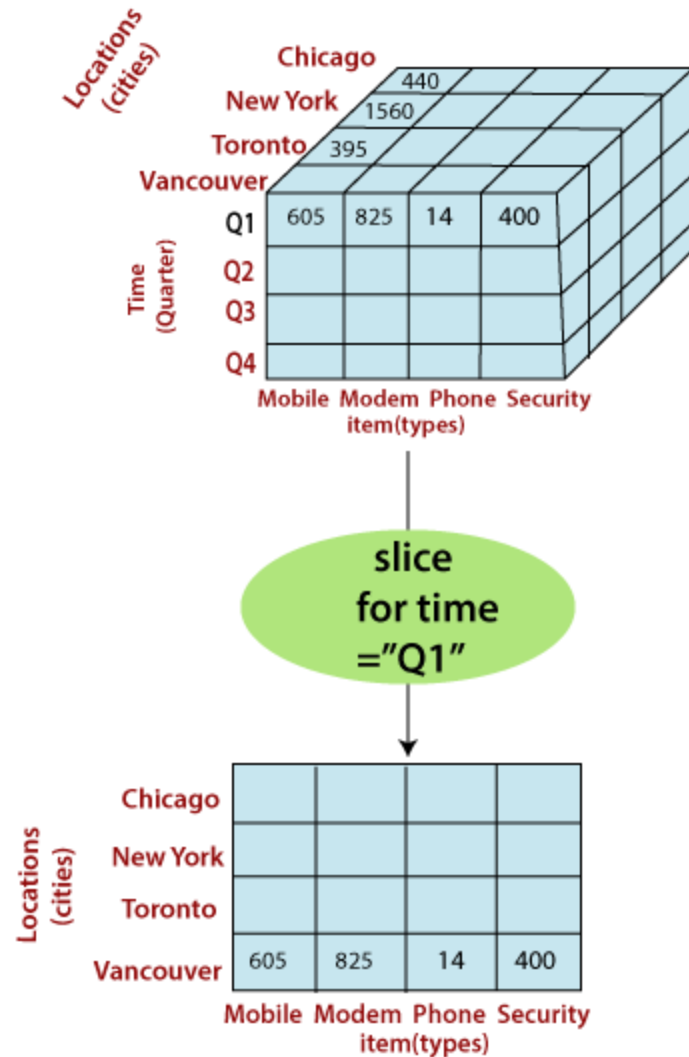 Locations
(cities)
Chicago
440
New York
1560
Toronto
395
Vancouver
Time
(Quarter)
Q1 605 825 14 400
Q2
Q3
Q4
Mobile Modem Phone Security
item(types)
slice
for time
="Q1"
Locations
(cities)
Chicago
New York
Toronto
Vancouver 605 825 14 400
Mobile Modem Phone Security
item(types)